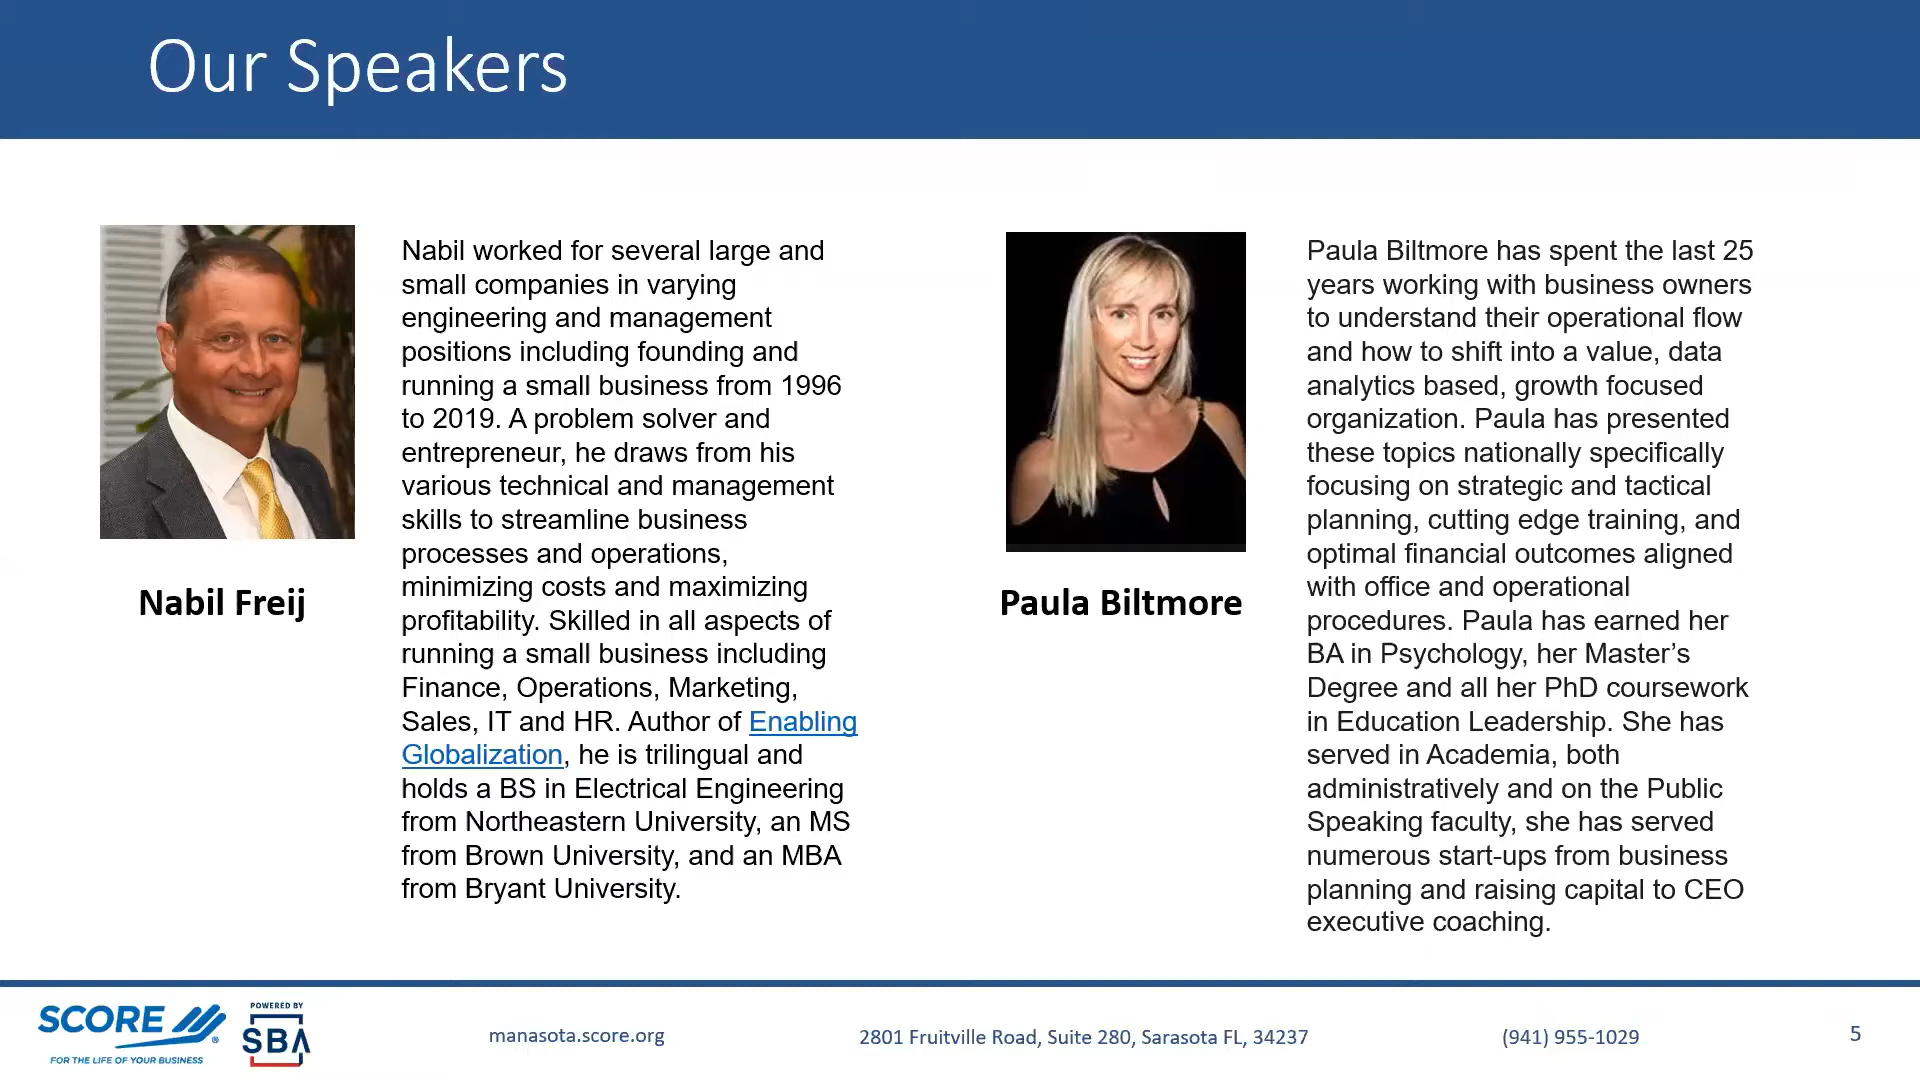 Our Speakers
Nabil worked for several large and
small companies in varying
engineering and management
positions including founding and
running a small business from 1996
to 2019. A problem solver and
entrepreneur, he draws from his
various technical and management
skills to streamline business
processes and operations,
minimizing costs and maximizing
profitability. Skilled in all aspects of
running a small business including
Finance, Operations, Marketing,
Sales, IT and HR. Author of Enabling
Globalization, he is trilingual and
holds a BS in Electrical Engineering
from Northeastern University, an MS
from Brown University, and an MBA
from Bryant University.
Nabil Freij
Paula Biltmore has spent the last 25
years working with business owners
to understand their operational flow
and how to shift into a value, data
analytics based, growth focused
organization. Paula has presented
these topics nationally specifically
focusing on strategic and tactical
planning, cutting edge training, and
optimal financial outcomes aligned
with office and operational
procedures. Paula has earned her
BA in Psychology, her Master’s
Degree and all her PhD coursework
in Education Leadership. She has
served in Academia, both
administratively and on the Public
Speaking faculty, she has served
numerous start-ups from business
planning and raising capital to CEO
executive coaching.
Paula Biltmore
SCORE ®
FOR THE LIFE OF YOUR BUSINESS
POWERED BY
SBA
manasota.score.org
2801 Fruitville Road, Suite 280, Sarasota FL, 34237
(941) 955-1029
5